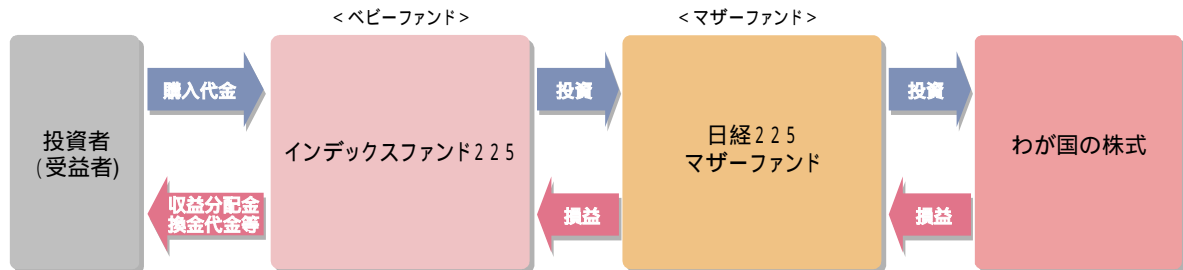 ＜ベビーファンド＞
＜マザーファンド＞
投資者
(受益者)
購入代金
収益分配金
換金代金等
インデックスファンド２２５
投資
損益
日経２２５
マザーファンド
投資
損益
わが国の株式